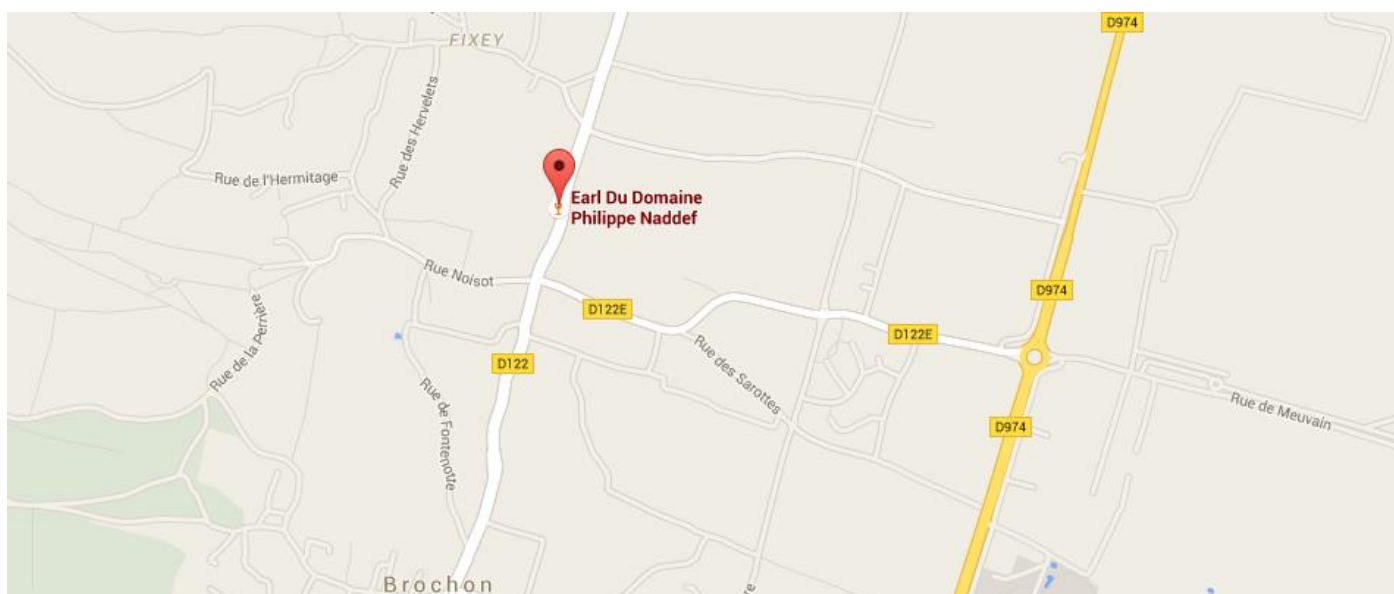 D974
FIXEY
Rue des Hervelets
Rue de l'Hermitage
Earl Du Domaine
Philippe Naddef
Rue Noisot
D122E
D974
D122E
Rue de la Perrière
D122
Rue des Sarottes
Rue de Fontenotte
Rue de Meuvain
D974
Brochon